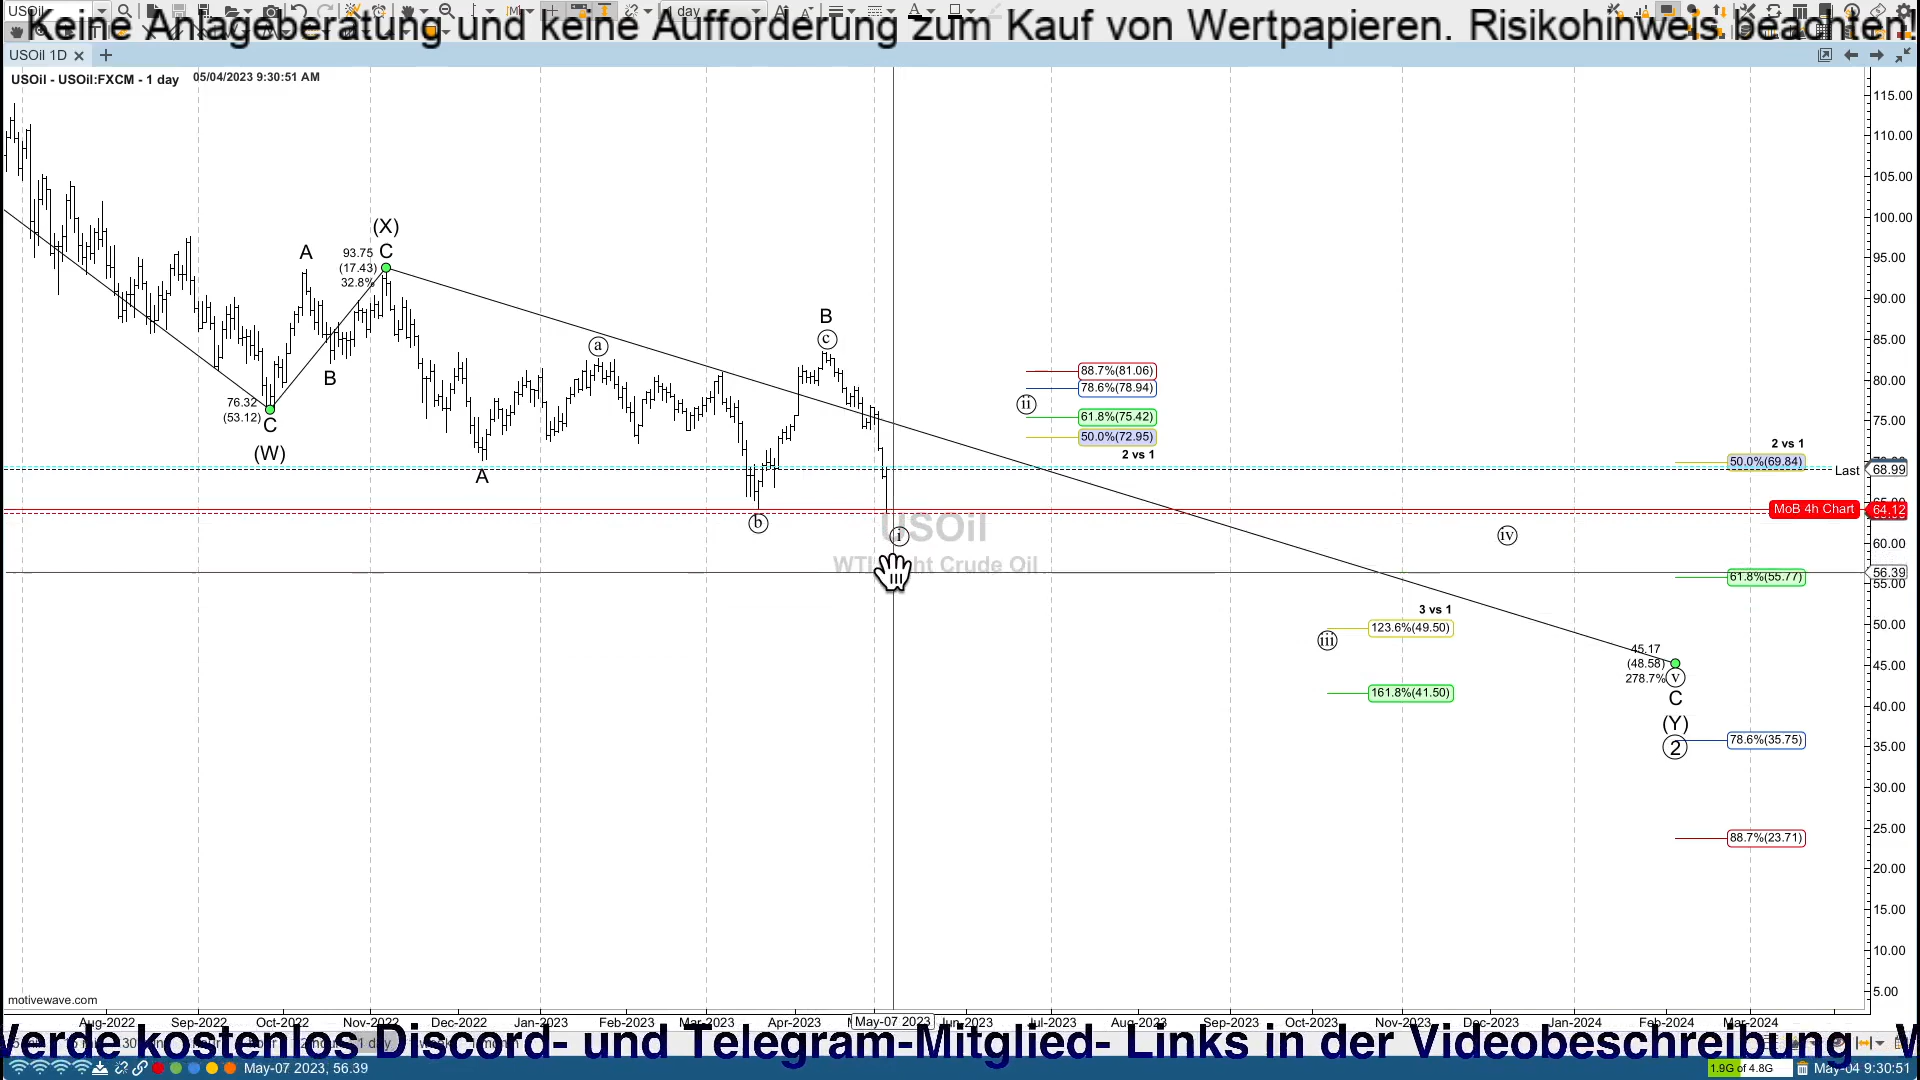 USOil
1 day
Keine Anlageberatung und keine Aufforderung zum Kauf von Wertpapieren. Risikohinweis beachten!
USOil 1D
USOil - USOil:FXCM - 1 day 05/04/2023 9:30:51 AM
115.00
110.00
105.00
100.00
95.00
90.00
85.00
80.00
75.00
Last 68.99
MoB 4h Chart 64.12
60.00
56.39
55.00
50.00
45.00
40.00
35.00
30.00
25.00
20.00
15.00
10.00
5.00
(X)
A
93.75
(17.43)
32.8%
C
B
76.32
(53.12)
C
(W)
A
a
b
B
c
i
ii
88.7%(81.06)
78.6%(78.94)
61.8%(75.42)
50.0%(72.95)
2 vs 1
2 vs 1
50.0%(69.84)
USOil
WTI Light Crude Oil
iv
61.8%(55.77)
3 vs 1
123.6%(49.50)
iii
161.8%(41.50)
45.17
(48.58)
278.7%
v
C
(Y)
2
78.6%(35.75)
88.7%(23.71)
motivewave.com
Aug-2022 Sep-2022 Oct-2022 Nov-2022 Dec-2022 Jan-2023 Feb-2023 Mar-2023 Apr-2023 May-07 2023 Jun-2023 Jul-2023 Aug-2023 Sep-2023 Oct-2023 Nov-2023 Dec-2023 Jan-2024 Feb-2024 Mar-2024
Werde kostenlos Discord- und Telegram-Mitglied- Links in der Videobeschreibung
May-07 2023, 56.39
1.9G of 4.8G
May-04 9:30:51